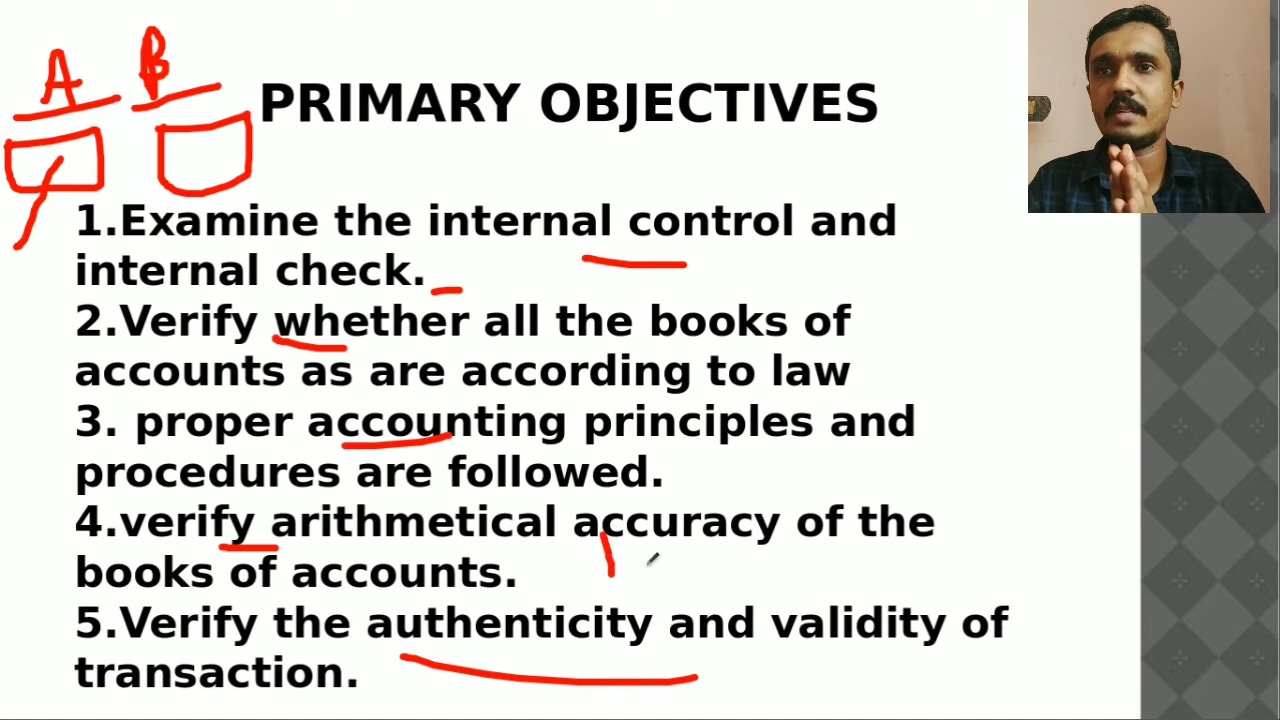 A B
PRIMARY OBJECTIVES
1.Examine the internal control and
internal check.
2.Verify whether all the books of
accounts as are according to law
3. proper accounting principles and
procedures are followed.
4.verify arithmetical accuracy of the
books of accounts.
5.Verify the authenticity and validity of
transaction.